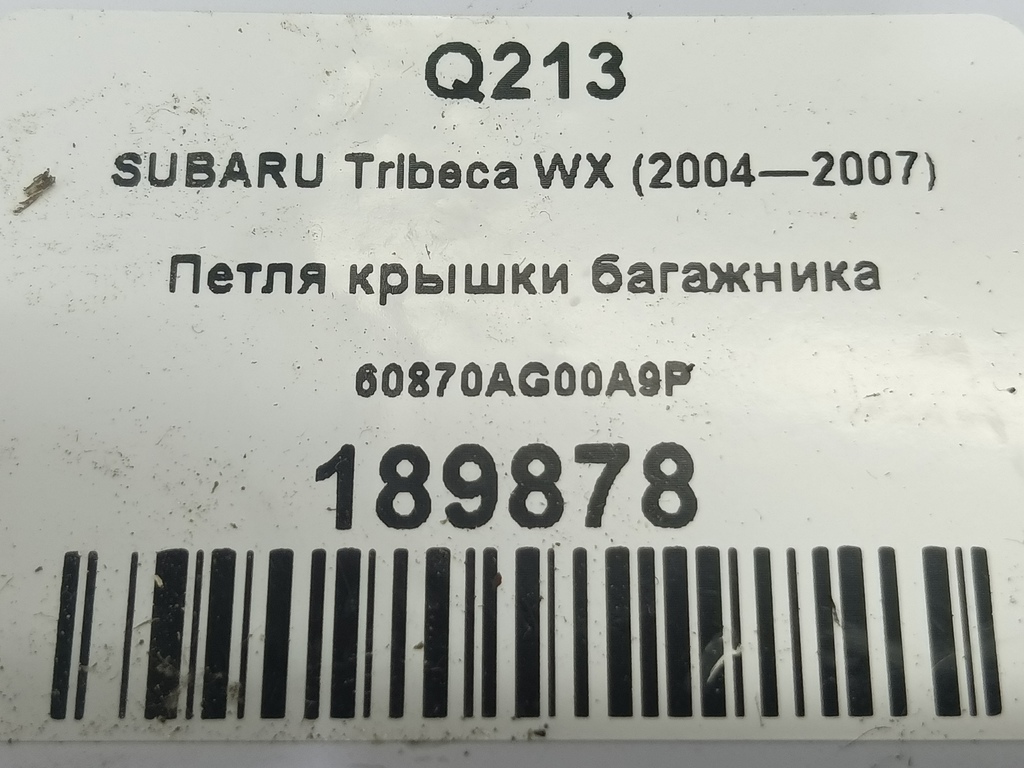 Q213
SUBARU Tribeca WX (2004—2007)
Петля крышки багажника
60870AG00A9P
189878